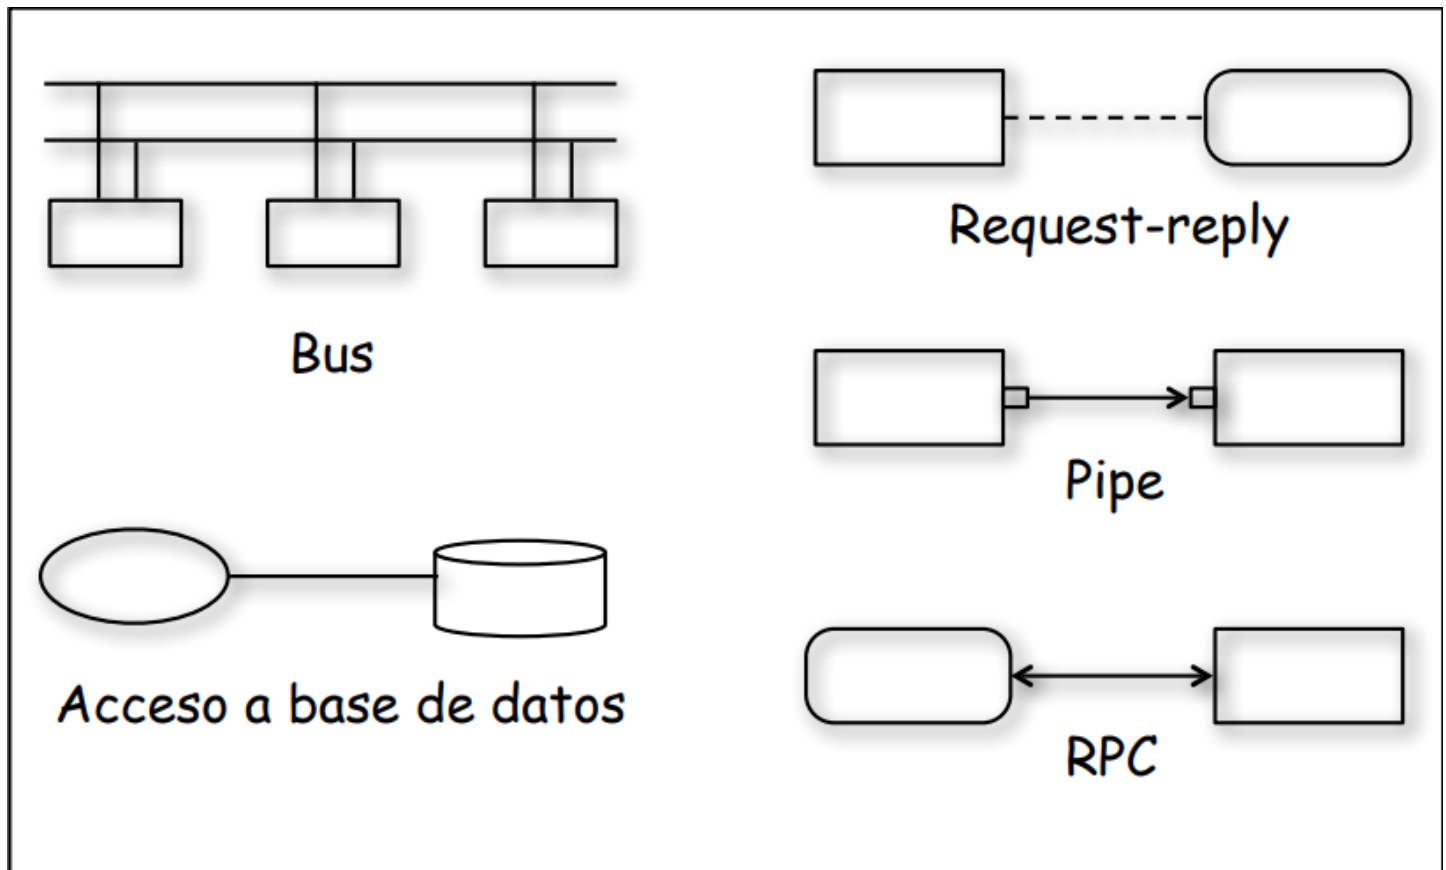 Bus
Acceso a base de datos
Request-reply
Pipe
RPC